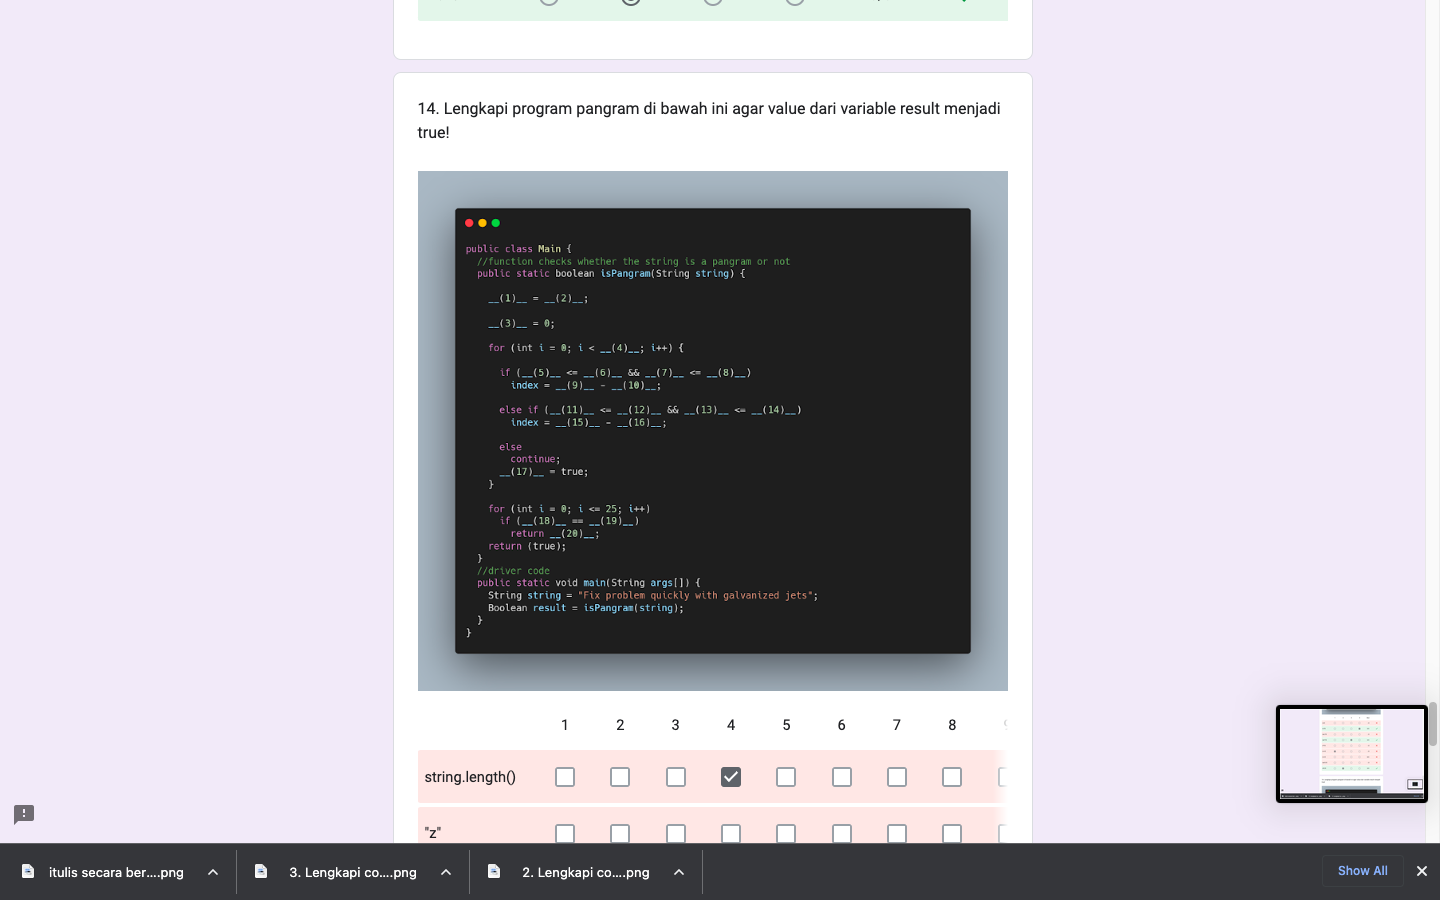 14. Lengkapi program pangram di bawah ini agar value dari variable result menjadi
true!
public class Main {
//function checks whether the string is a pangram or not
public static boolean isPangram(String string) {
__(1)__ = __(2)__;
__(3)__ = 0;
for (int i = 0; i < __(4)__; i++) {
if (__(5)__ <= __(6)__ && __(7)__ <= __(8)__)
index = __(9)__ - __(10)__;
else if (__(11)__ <= __(12)__ && __(13)__ <= __(14)__)
index = __(15)__ - __(16)__;
else
continue;
__(17)__ = true;
}
for (int i = 0; i <= 25; i++)
if (__(18)__ == __(19)__)
return __(20)__;
return (true);
}
//driver code
public static void main(String args[]) {
String string = "Fix problem quickly with galvanized jets";
Boolean result = isPangram(string);
}
}
1 2 3 4 5 6 7 8
string.length()
"z"
itulis secara ber....png
3. Lengkapi co....png
2. Lengkapi co....png
Show All